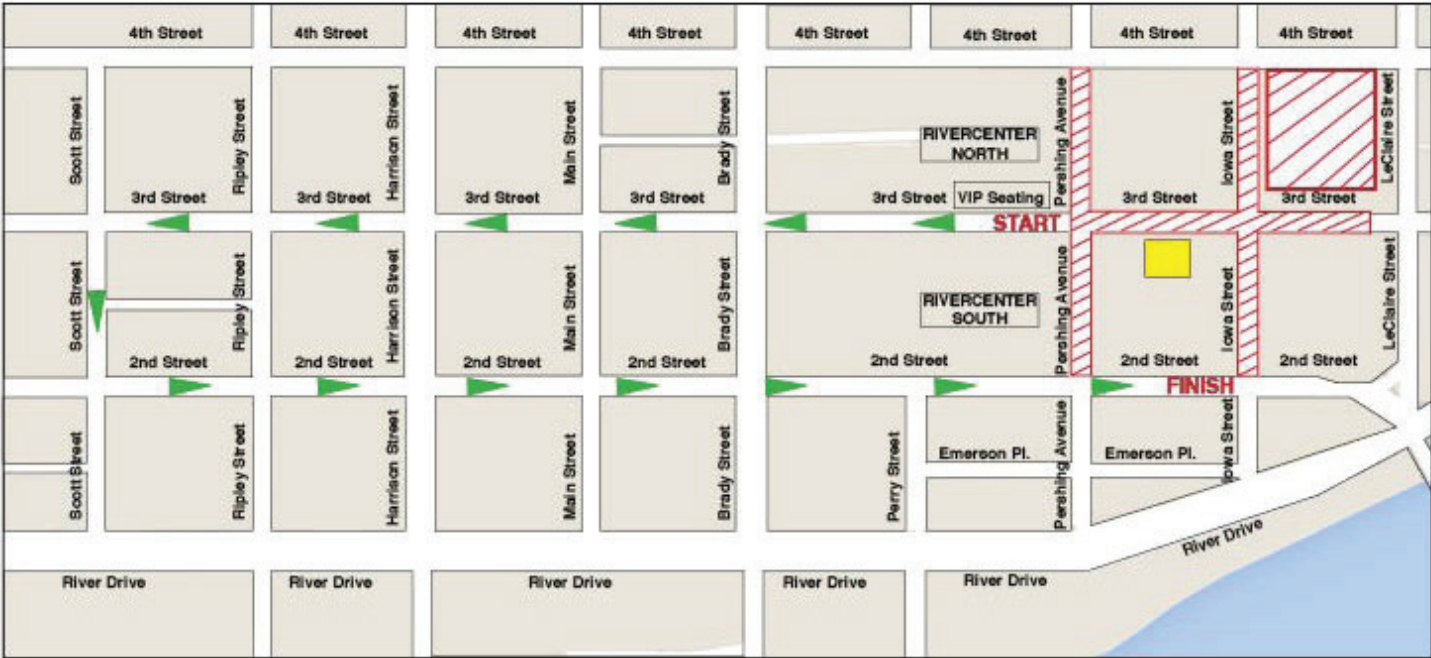 4th Street
4th Street
4th Street
4th Street
4th Street
4th Street
4th Street
4th Street
Scott Street
Ripley Street
Harrison Street
Main Street
Brady Street
RIVERCENTER
NORTH
Pershing Avenue
Iowa Street
LeClaire Street
3rd Street
3rd Street
3rd Street
3rd Street
3rd Street
VIP Seating
3rd Street
3rd Street
START
Scott Street
Ripley Street
Harrison Street
Main Street
Brady Street
RIVERCENTER
SOUTH
Pershing Avenue
Iowa Street
LeClaire Street
2nd Street
2nd Street
2nd Street
2nd Street
2nd Street
2nd Street
2nd Street
FINISH
Scott Street
Ripley Street
Harrison Street
Main Street
Brady Street
Perry Street
Emerson Pl.
Pershing Avenue
Emerson Pl.
Iowa Street
River Drive
River Drive
River Drive
River Drive
River Drive
River Drive